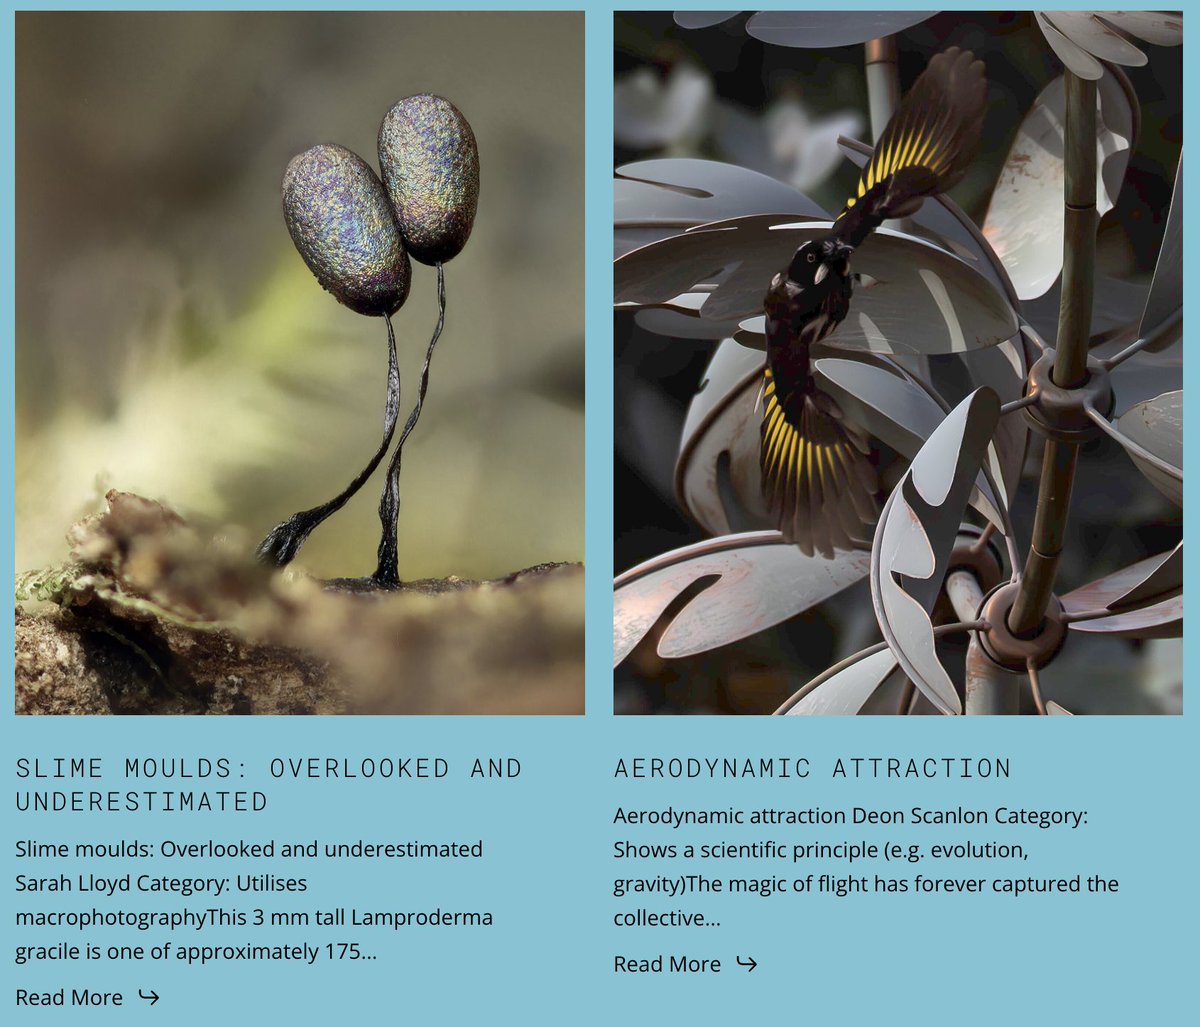 SLIME MOULDS: OVERLOOKED AND
UNDERESTIMATED
Slime moulds: Overlooked and underestimated
Sarah Lloyd Category: Utilises
macrophotographyThis 3 mm tall Lamproderma
gracile is one of approximately 175...
Read More
AERODYNAMIC ATTRACTION
Aerodynamic attraction Deon Scanlon Category:
Shows a scientific principle (e.g. evolution,
gravity)The magic of flight has forever captured the
collective...
Read More